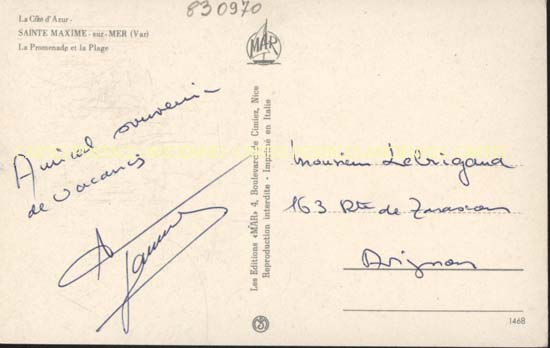 830970
La Côte d'Azur -
SAINTE MAXIME - sur - MER (Var)
La Promenade et la Plage
MAR
Amical souvenir
de vacances
Les Editions «MAR» 4, Boulevard de Cimiez, Nice
Reproduction interdite - Imprimé en Italie
Monsieur Lebrigand
163 Rte de Tarascon
Avignon
1468